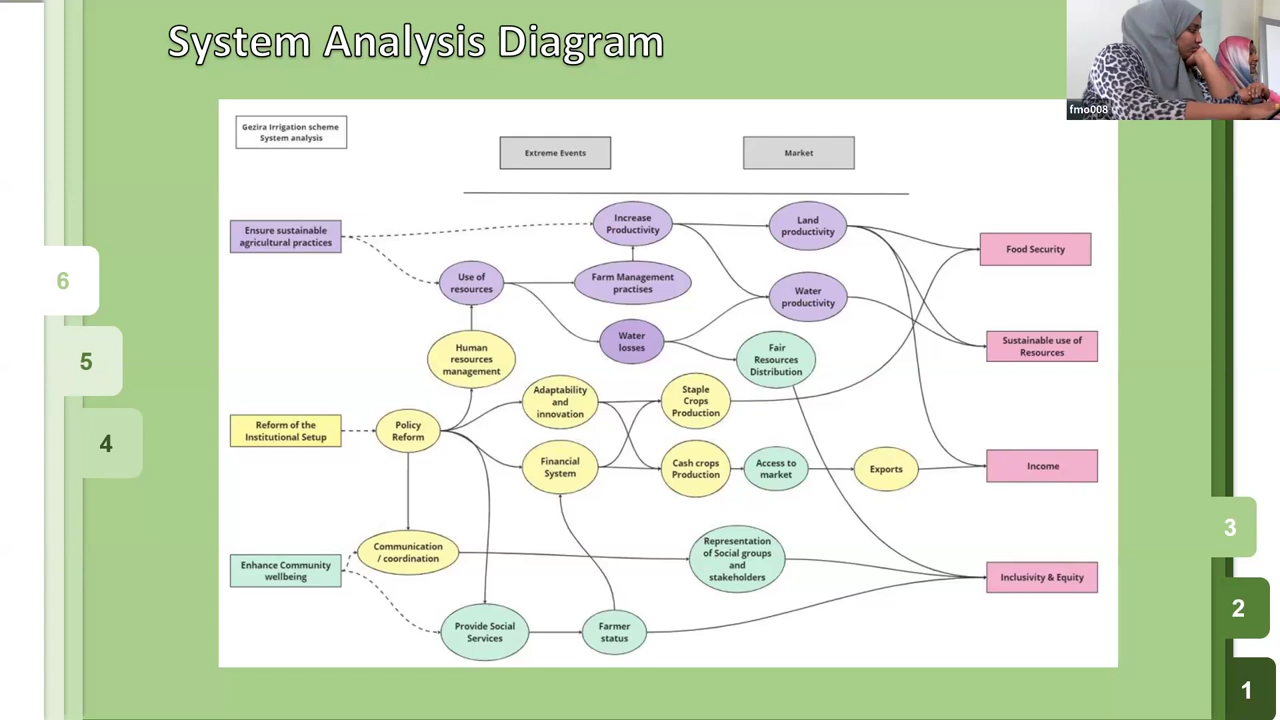 System Analysis Diagram
fmo008
Gezira Irrigation scheme
System analysis
Extreme Events
Market
Ensure sustainable
agricultural practices
Increase
Productivity
Land
productivity
Food Security
Use of
resources
Farm Management
practises
Water
productivity
Water
losses
Sustainable use of
Resources
Human
resources
management
Fair
Resources
Distribution
Adaptability
and
innovation
Staple
Crops
Production
Reform of the
Institutional Setup
Policy
Reform
Financial
System
Cash crops
Production
Access to
market
Exports
Income
Communication
/ coordination
Representation
of Social groups
and
stakeholders
Enhance Community
wellbeing
Inclusivity & Equity
Provide Social
Services
Farmer
status
6
5
4
3
2
1